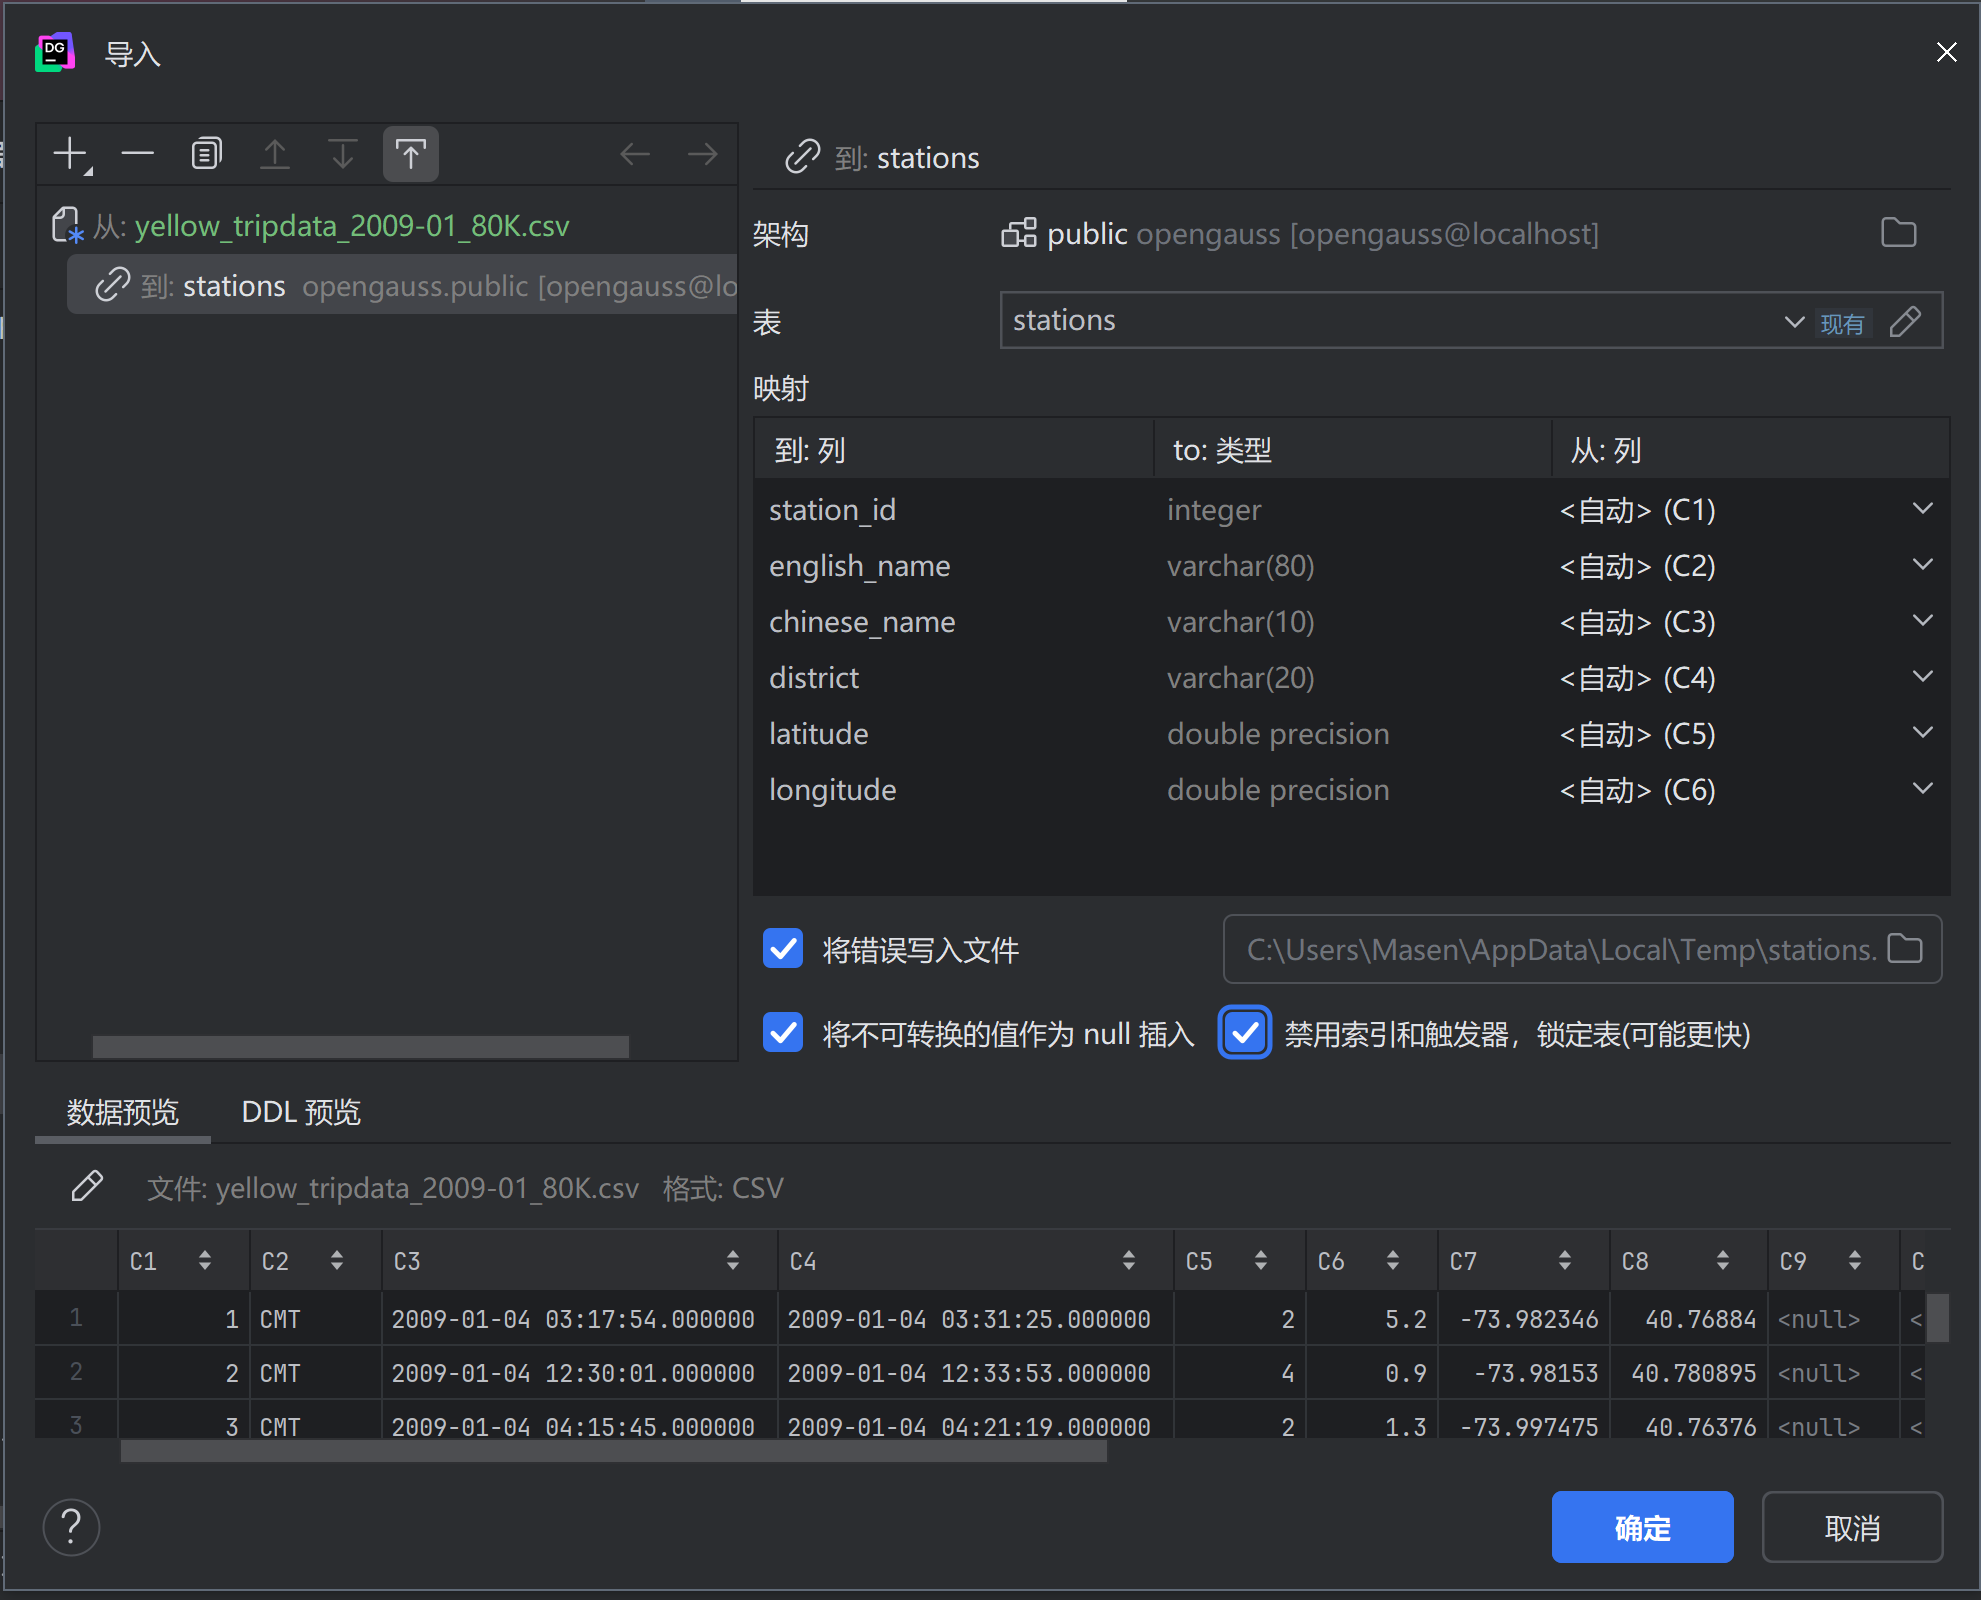 DG 导入
从: yellow_tripdata_2009-01_80K.csv
到: stations opengauss.public [opengauss@lo
到: stations
架构 public opengauss [opengauss@localhost]
表 stations 现有
映射
到: 列 to: 类型 从: 列
station_id integer <自动> (C1)
english_name varchar(80) <自动> (C2)
chinese_name varchar(10) <自动> (C3)
district varchar(20) <自动> (C4)
latitude double precision <自动> (C5)
longitude double precision <自动> (C6)
将错误写入文件 C:\Users\Masen\AppData\Local\Temp\stations.
将不可转换的值作为 null 插入 禁用索引和触发器，锁定表(可能更快)
数据预览 DDL 预览
文件: yellow_tripdata_2009-01_80K.csv 格式: CSV
C1 C2 C3 C4 C5 C6 C7 C8 C9 C
1 1 CMT 2009-01-04 03:17:54.000000 2009-01-04 03:31:25.000000 2 5.2 -73.982346 40.76884 <null> <
2 2 CMT 2009-01-04 12:30:01.000000 2009-01-04 12:33:53.000000 4 0.9 -73.98153 40.780895 <null> <
3 3 CMT 2009-01-04 04:15:45.000000 2009-01-04 04:21:19.000000 2 1.3 -73.997475 40.76376 <null> <
? 确定 取消